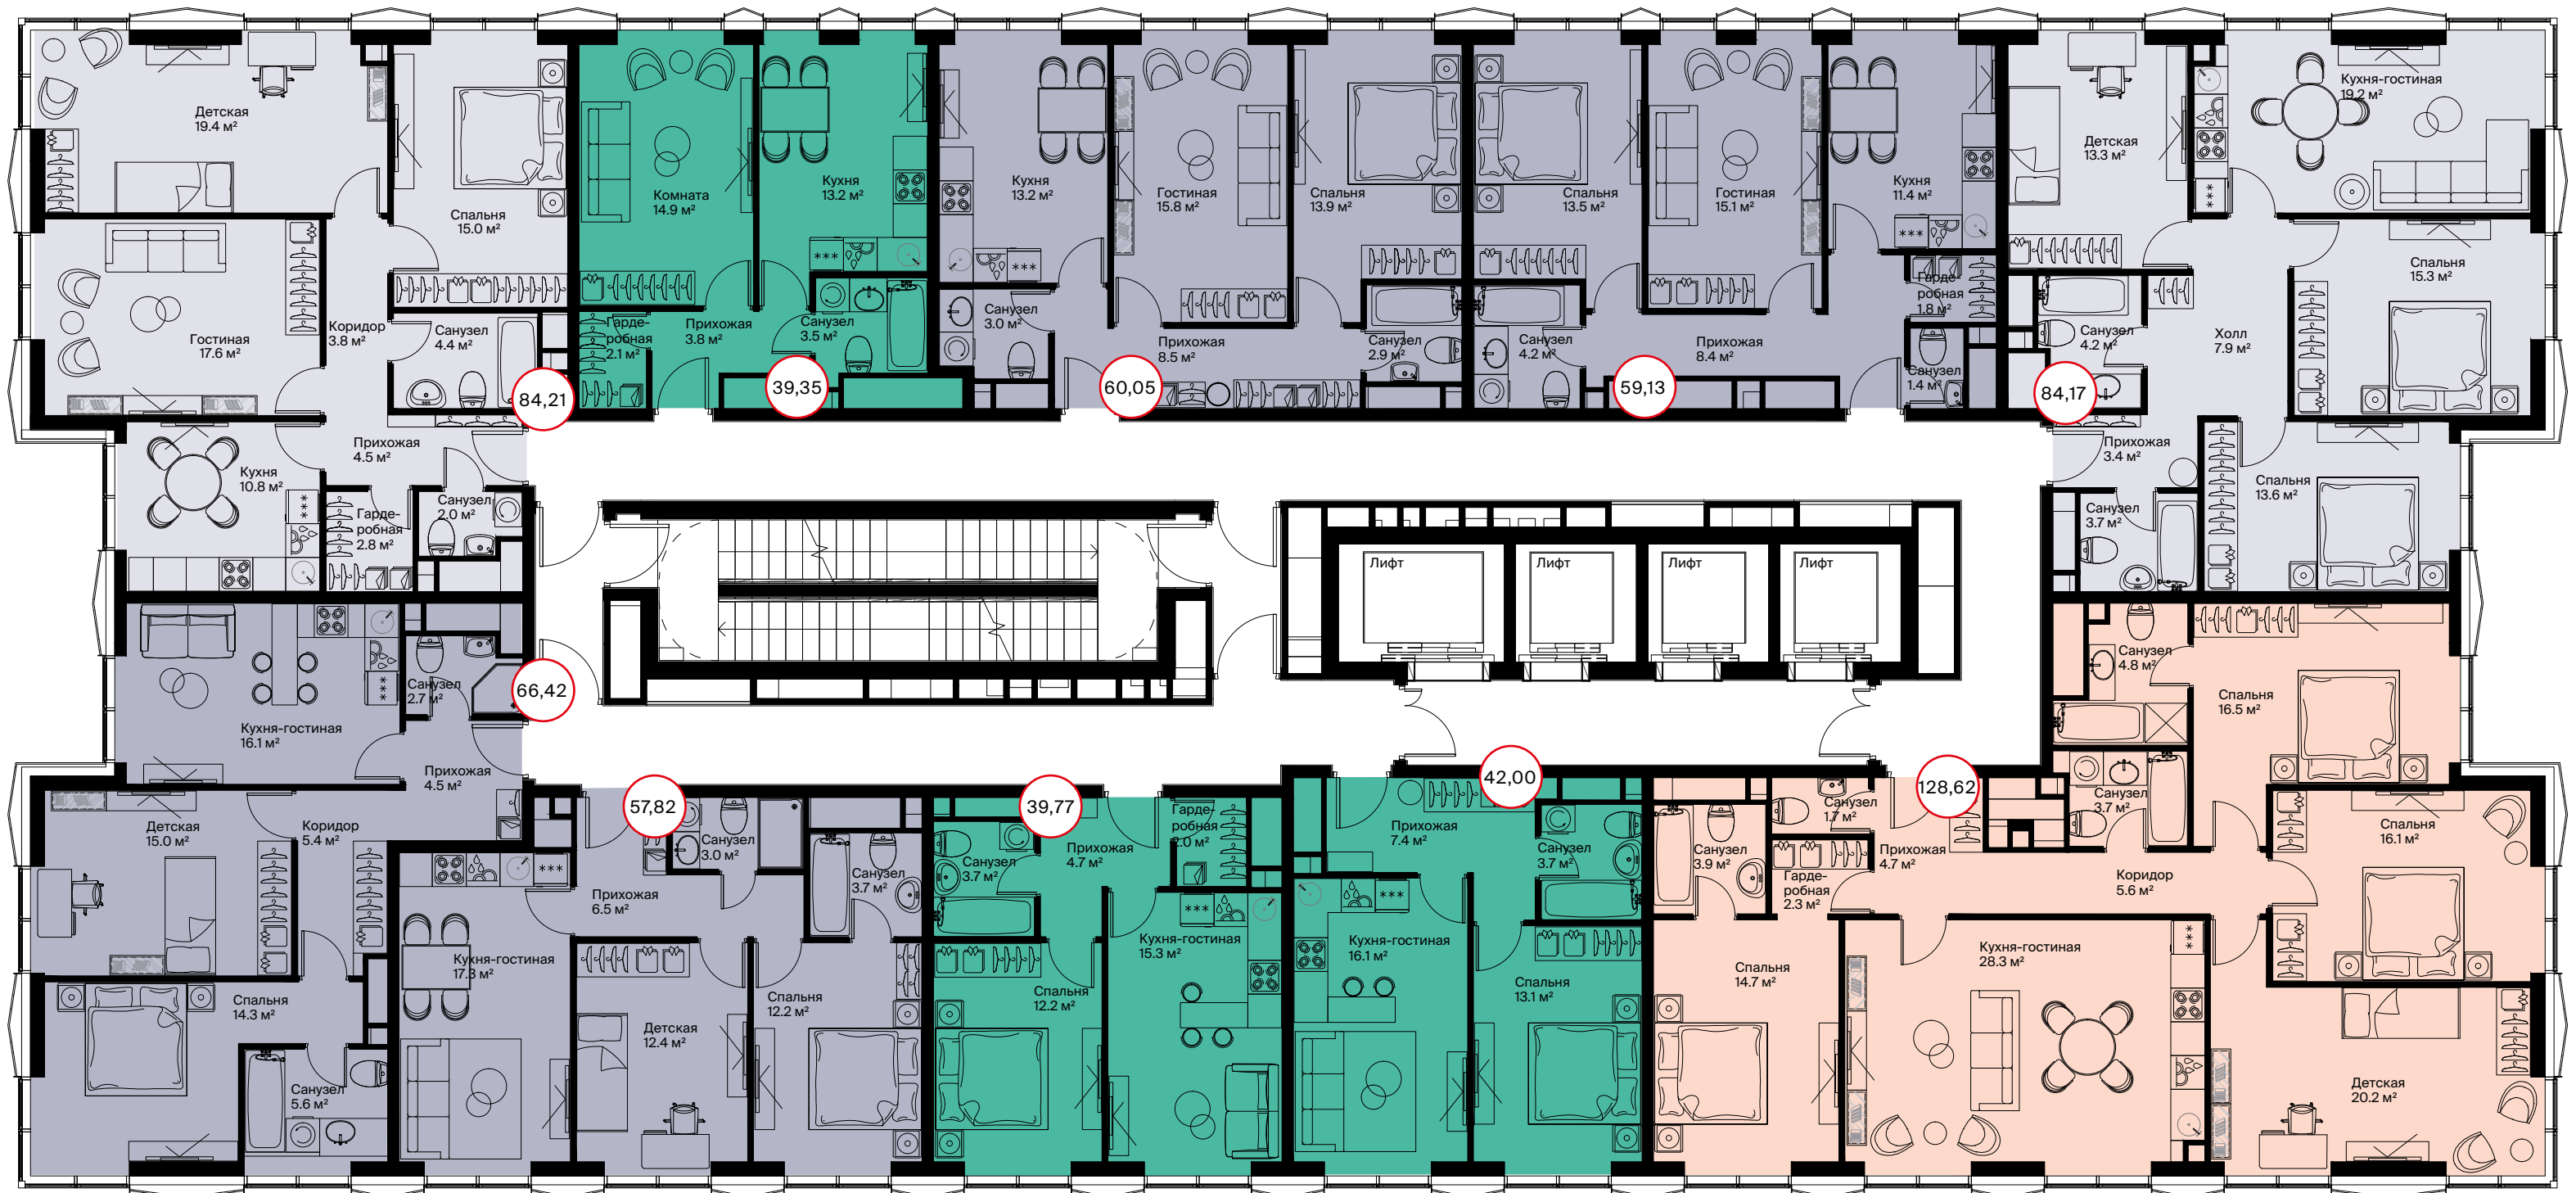 Детская
19.4 м²
Спальня
15.0 м²
Гостиная
17.6 м²
Коридор
3.8 м²
Санузел
4.4 м²
84,21
Прихожая
4.5 м²
Кухня
10.8 м²
Гарде-
робная
2.8 м²
Санузел
2.0 м²
Комната
14.9 м²
Кухня
13.2 м²
Гарде-
робная
2.1 м²
Прихожая
3.8 м²
Санузел
3.5 м²
39,35
Кухня
13.2 м²
Гостиная
15.8 м²
Спальня
13.9 м²
Санузел
3.0 м²
Прихожая
8.5 м²
Санузел
2.9 м²
60,05
Спальня
13.5 м²
Гостиная
15.1 м²
Кухня
11.4 м²
Гарде-
робная
1.8 м²
Санузел
4.2 м²
Прихожая
8.4 м²
Санузел
1.4 м²
59,13
Детская
13.3 м²
Кухня-гостиная
19.2 м²
Спальня
15.3 м²
Санузел
4.2 м²
Холл
7.9 м²
84,17
Прихожая
3.4 м²
Спальня
13.6 м²
Санузел
3.7 м²
Лифт
Лифт
Лифт
Лифт
Санузел
2.7 м²
66,42
Кухня-гостиная
16.1 м²
Прихожая
4.5 м²
Детская
15.0 м²
Коридор
5.4 м²
Спальня
14.3 м²
Санузел
5.6 м²
57,82
Санузел
3.0 м²
Прихожая
6.5 м²
Санузел
3.7 м²
Кухня-гостиная
17.3 м²
Детская
12.4 м²
Спальня
12.2 м²
39,77
Гарде-
робная
2.0 м²
Прихожая
4.7 м²
Санузел
3.7 м²
Кухня-гостиная
15.3 м²
Спальня
12.2 м²
42,00
Прихожая
7.4 м²
Санузел
3.7 м²
Кухня-гостиная
16.1 м²
Спальня
13.1 м²
128,62
Санузел
4.8 м²
Спальня
16.5 м²
Санузел
3.7 м²
Санузел
1.7 м²
Прихожая
4.7 м²
Санузел
3.9 м²
Гарде-
робная
2.3 м²
Коридор
5.6 м²
Спальня
16.1 м²
Спальня
14.7 м²
Кухня-гостиная
28.3 м²
Детская
20.2 м²